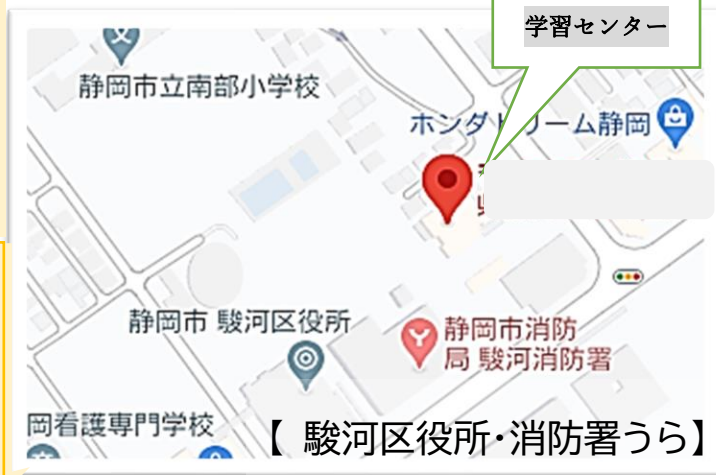 学習センター
静岡市立南部小学校
ホンダドリーム静岡
静岡市 駿河区役所
静岡市消防
局 駿河消防署
岡看護専門学校
【 駿河区役所・消防署うら】